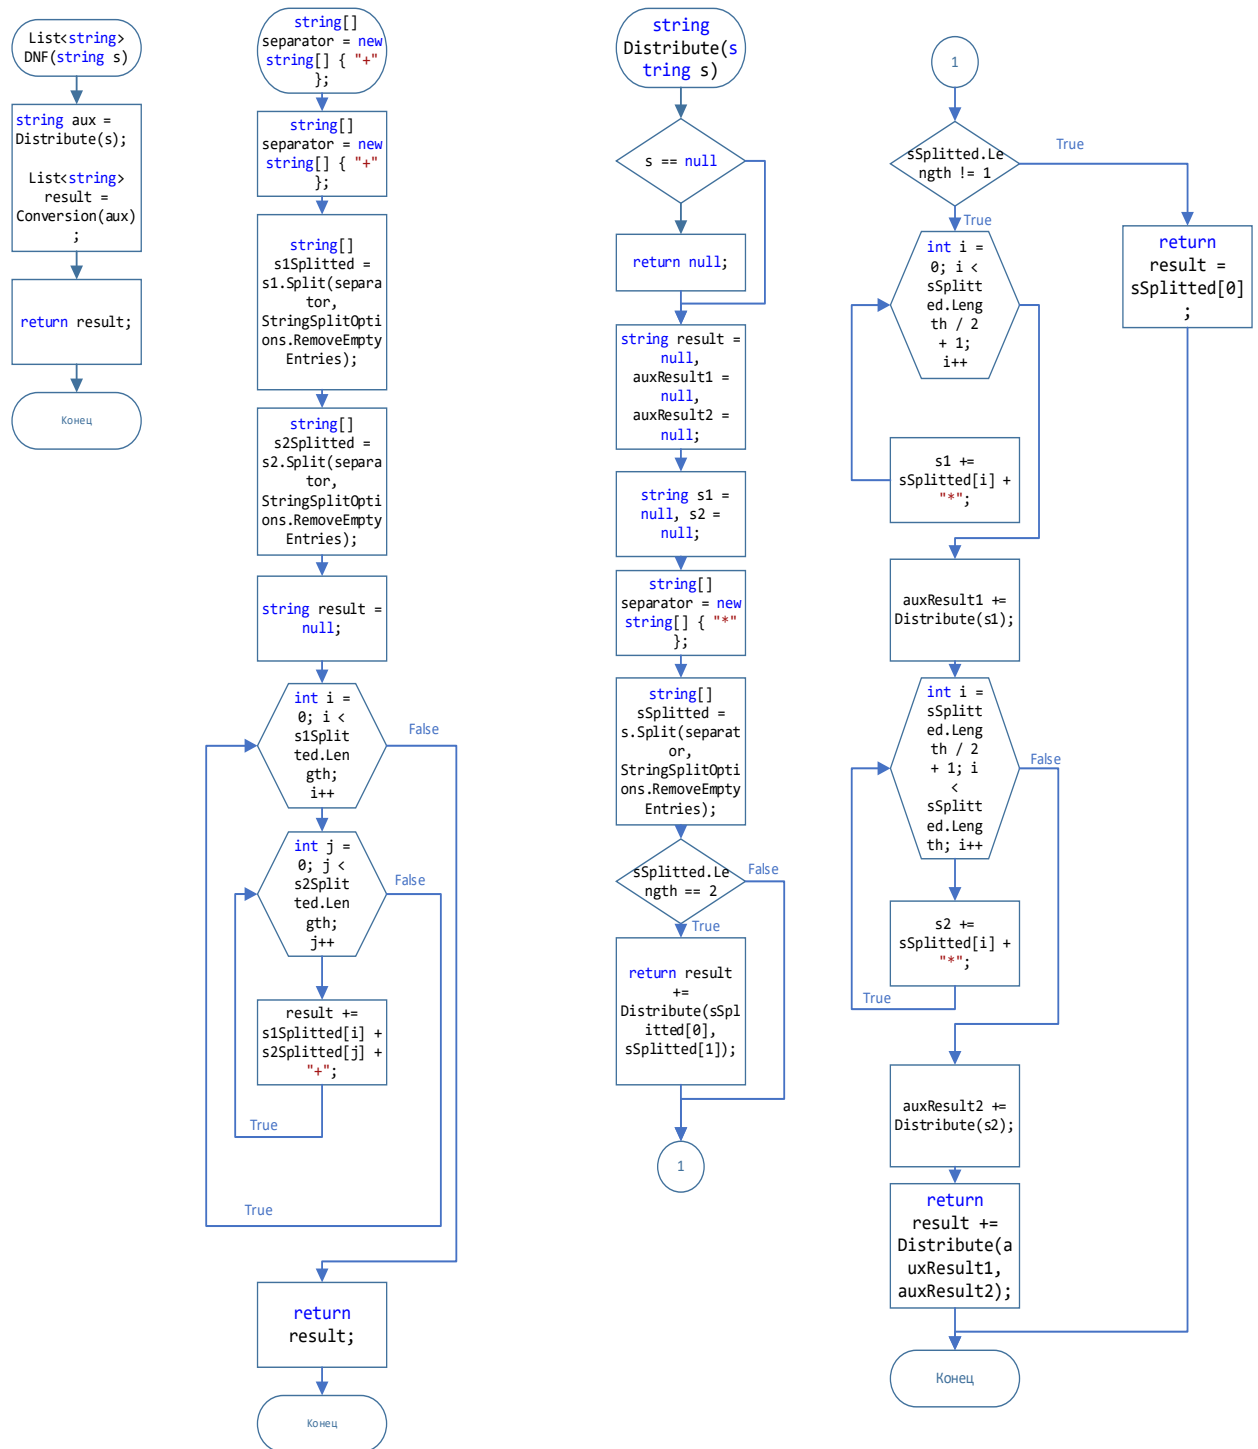 List<string>
DNF(string s)
string aux =
Distribute(s);
List<string>
result =
Conversion(aux)
;
return result;
Конец
string[]
separator = new
string[] { "+"
};
string[]
separator = new
string[] { "+"
};
string[]
s1Splitted =
s1.Split(separa
tor,
StringSplitOpti
ons.RemoveEmpty
Entries);
string[]
s2Splitted =
s2.Split(separa
tor,
StringSplitOpti
ons.RemoveEmpty
Entries);
string result =
null;
int i =
0; i <
s1Split
ted.Len
gth;
i++
False
int j =
0; j <
s2Split
ted.Len
gth;
j++
False
result +=
s1Splitted[i] +
s2Splitted[j] +
"+";
True
True
return
result;
Конец
string
Distribute(s
tring s)
s == null
return null;
string result =
null,
auxResult1 =
null,
auxResult2 =
null;
string s1 =
null, s2 =
null;
string[]
separator = new
string[] { "*"
};
string[]
sSplitted =
s.Split(separat
or,
StringSplitOpti
ons.RemoveEmpty
Entries);
sSplitted.Le
ngth == 2
False
True
return result
+=
Distribute(sSpl
itted[0],
sSplitted[1]);
1
1
sSplitted.Le
ngth != 1
True
True
int i =
0; i <
sSplitt
ed.Leng
th / 2
+ 1;
i++
s1 +=
sSplitted[i] +
"*";
auxResult1 +=
Distribute(s1);
int i =
sSplitt
ed.Leng
th / 2
+ 1; i
<
sSplitt
ed.Leng
th; i++
False
s2 +=
sSplitted[i] +
"*";
True
auxResult2 +=
Distribute(s2);
return
result +=
Distribute(a
uxResult1,
auxResult2);
Конец
return
result =
sSplitted[0]
;